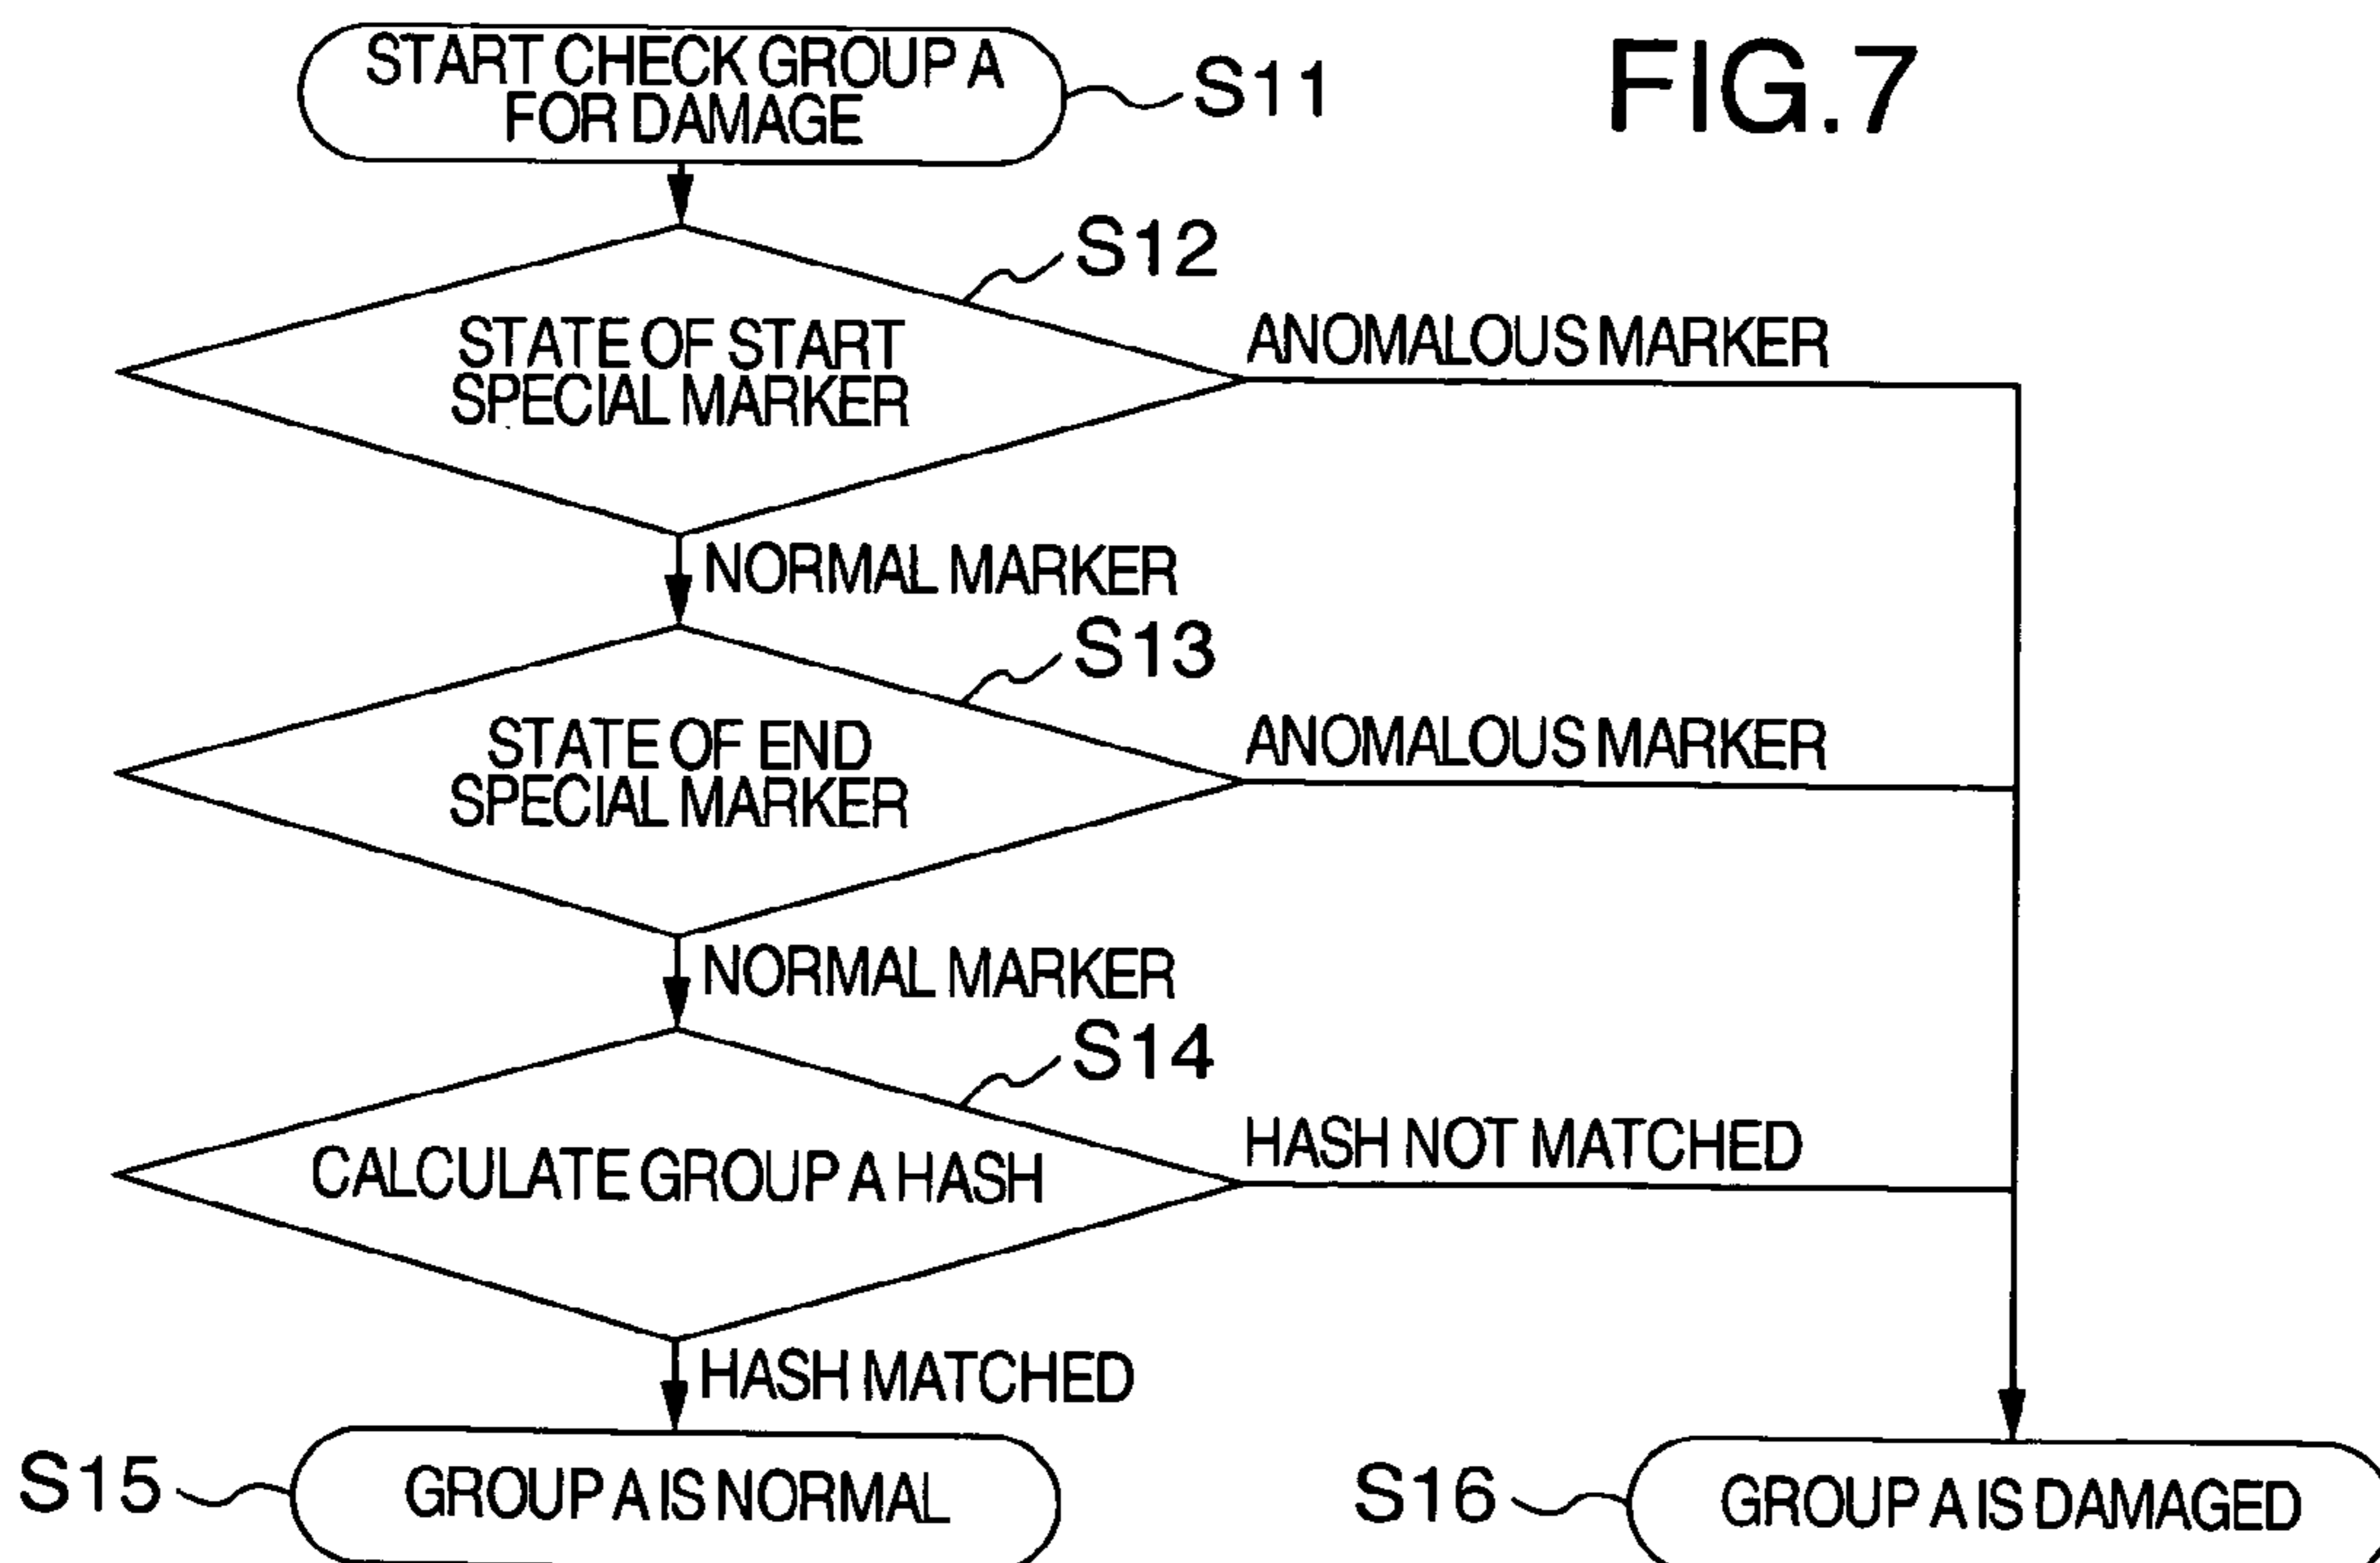 FIG.7
START CHECK GROUP A
FOR DAMAGE
S11
S12
STATE OF START
SPECIAL MARKER
ANOMALOUS MARKER
NORMAL MARKER
S13
STATE OF END
SPECIAL MARKER
ANOMALOUS MARKER
NORMAL MARKER
S14
CALCULATE GROUP A HASH
HASH NOT MATCHED
HASH MATCHED
S15
GROUP A IS NORMAL
S16
GROUP A IS DAMAGED